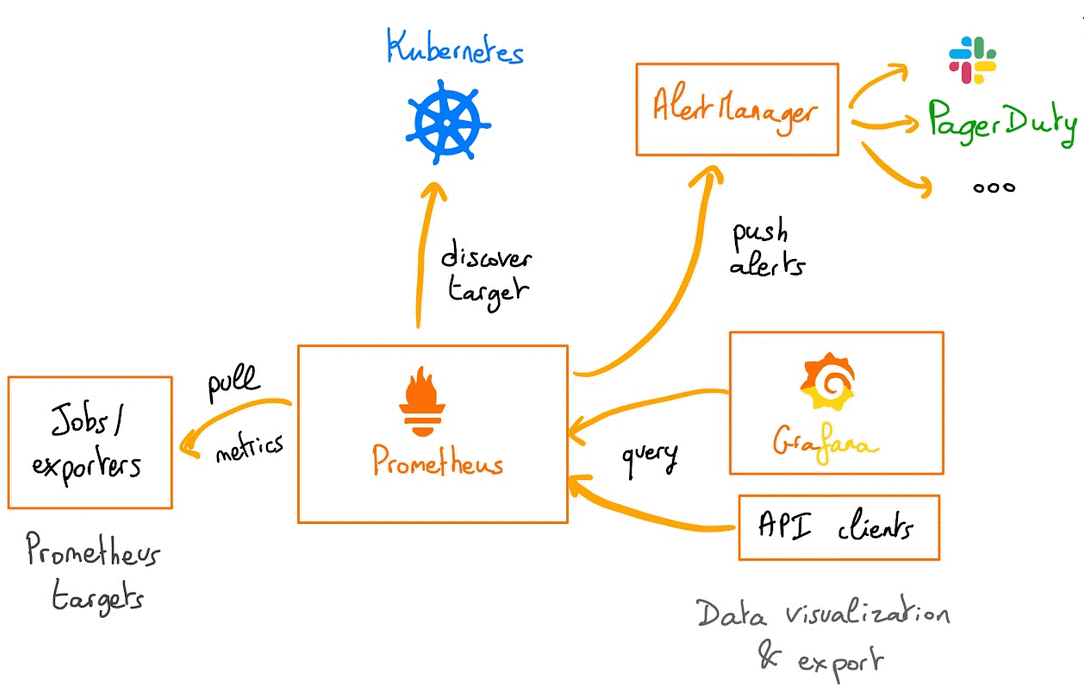 Kubernetes
AlertManager
PagerDuty
ooo
discover
target
push
alerts
pull
metrics
Jobs/
exporters
Prometheus
query
Grafana
API clients
Prometheus
targets
Data visualization
& export